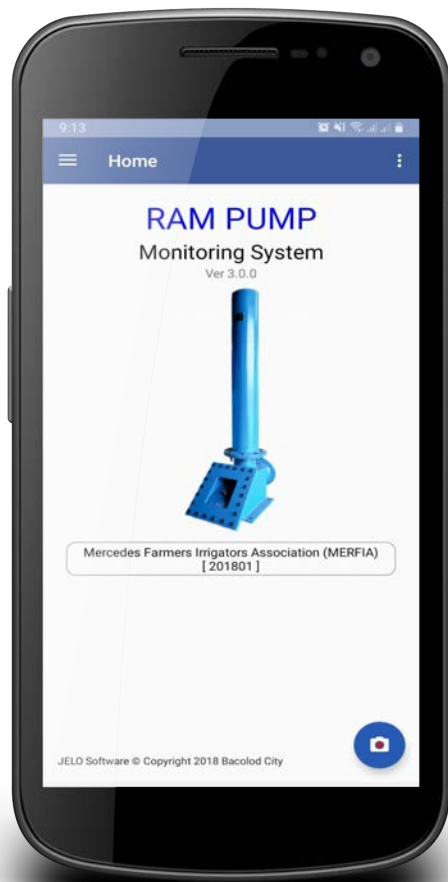 9:13
Home
RAM PUMP
Monitoring System
Ver 3.0.0
Mercedes Farmers Irrigators Association (MERFIA)
[ 201801 ]
JELO Software © Copyright 2018 Bacolod City